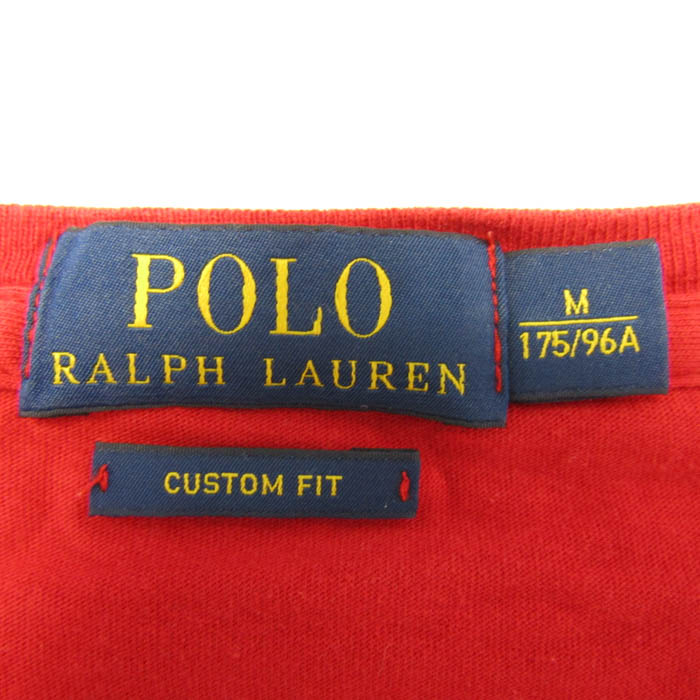 POLO
RALPH LAUREN
M
175/96A
CUSTOM FIT